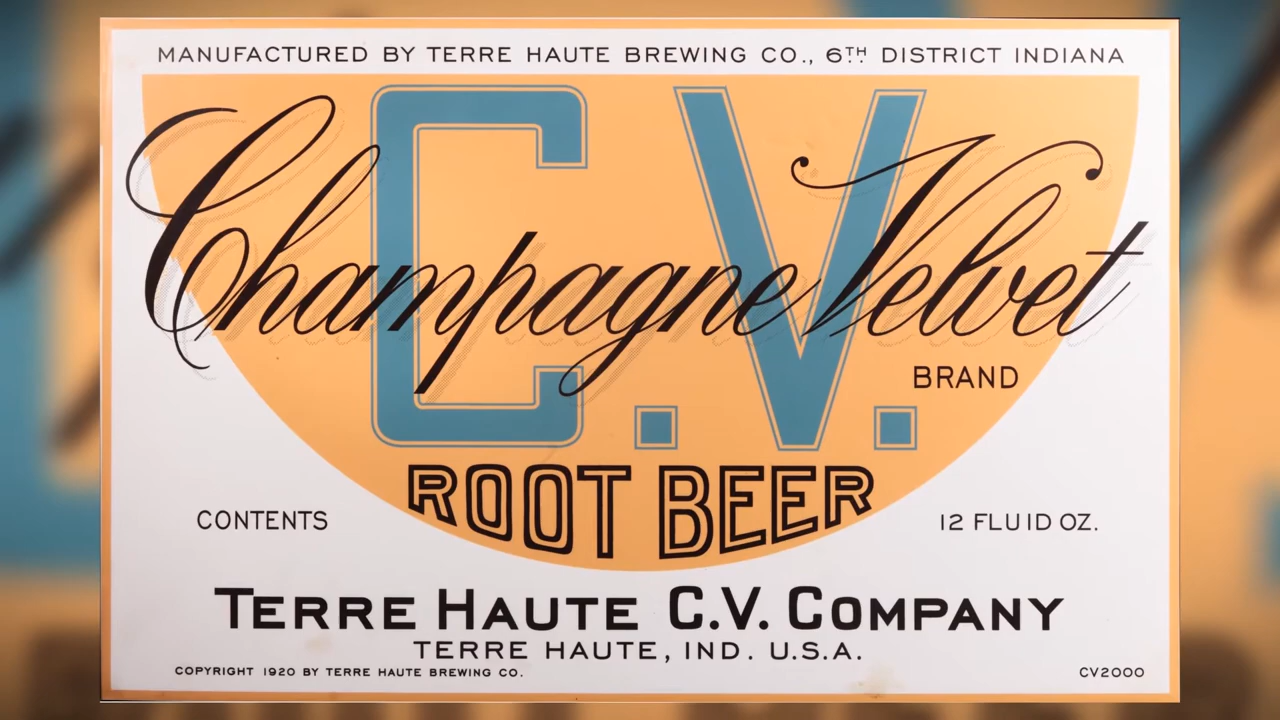 MANUFACTURED BY TERRE HAUTE BREWING CO., 6TH DISTRICT INDIANA
C.V.
Champagne Velvet
BRAND
ROOT BEER
CONTENTS 12 FLUID OZ.
TERRE HAUTE C.V. COMPANY
TERRE HAUTE, IND. U.S.A.
COPYRIGHT 1920 BY TERRE HAUTE BREWING CO. CV2000